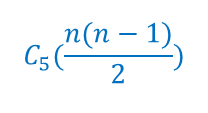 C₅(n(n − 1)/2)